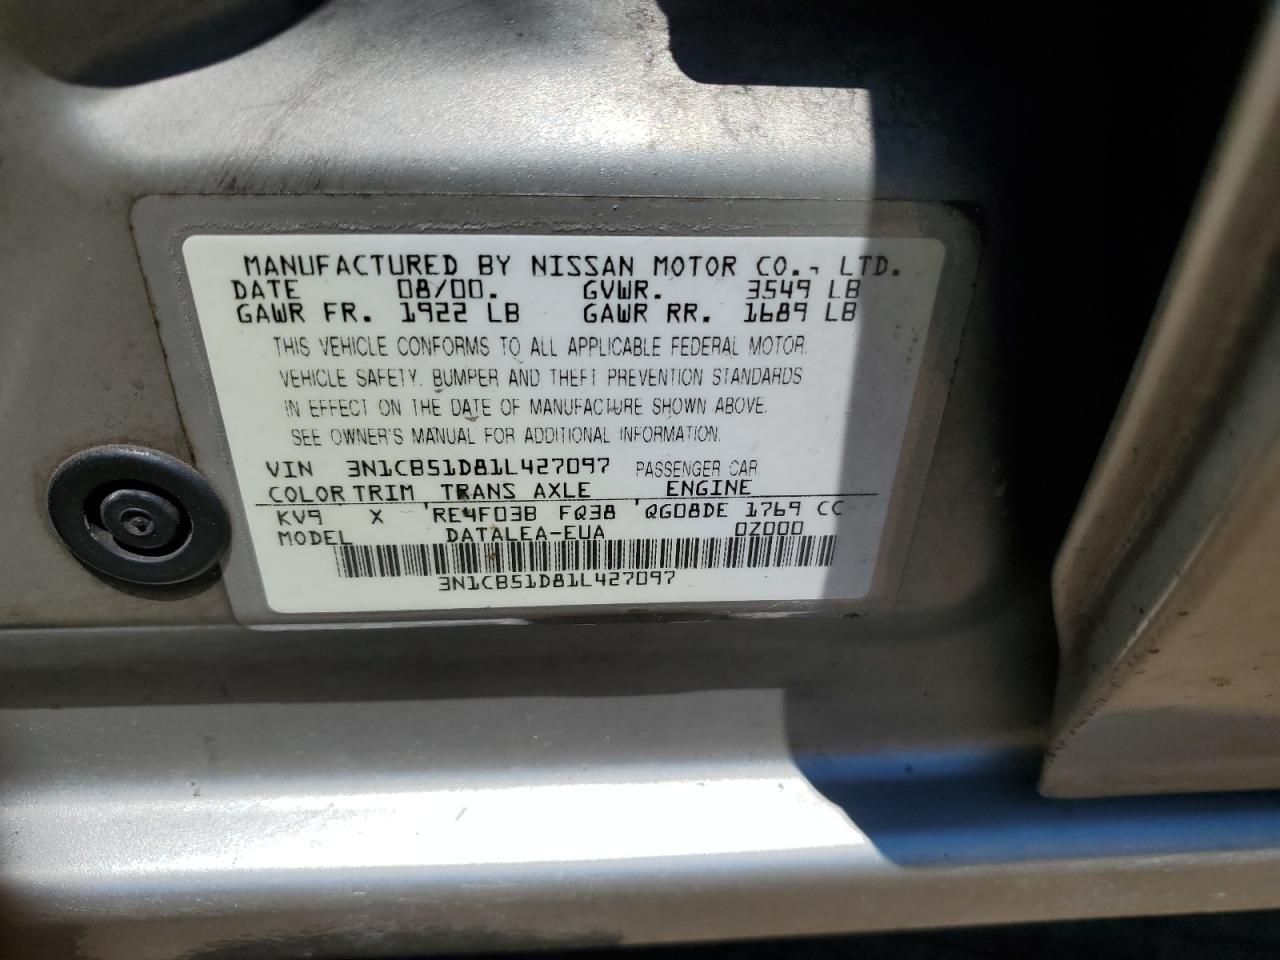 MANUFACTURED BY NISSAN MOTOR CO., LTD.
DATE 08/00. GVWR. 3549 LB
GAWR FR. 1922 LB GAWR RR. 1689 LB
THIS VEHICLE CONFORMS TO ALL APPLICABLE FEDERAL MOTOR
VEHICLE SAFETY. BUMPER AND THEFT PREVENTION STANDARDS
IN EFFECT ON THE DATE OF MANUFACTURE SHOWN ABOVE.
SEE OWNER'S MANUAL FOR ADDITIONAL INFORMATION.
VIN 3N1CB51D81L427097 PASSENGER CAR
COLOR TRIM TRANS AXLE ENGINE
KV9 X RE4F03B FQ38 QG08DE 1769 CC
MODEL DATALEA-EUA 0Z000
3N1CB51D81L427097